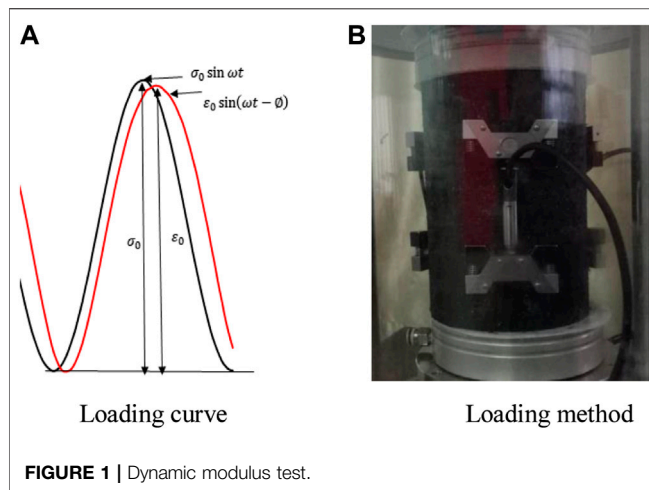 A
B
σ₀ sin ωt
ε₀ sin(ωt − ∅)
σ₀
ε₀
Loading curve
Loading method
FIGURE 1 | Dynamic modulus test.